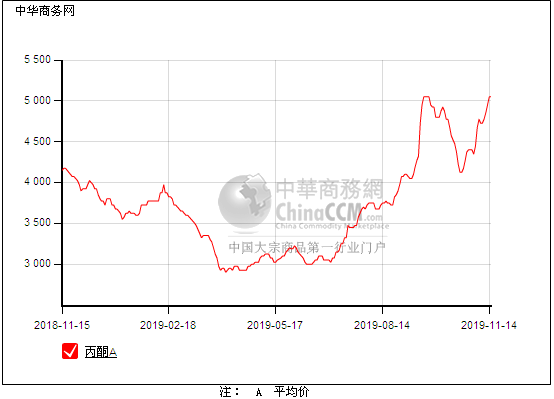 中华商务网
5 500
5 000
4 500
4 000
3 500
3 000
中華商務網
ChinaCCM.com
China Commodity Marketplace
中国大宗商品第一行业门户
2018-11-15 2019-02-18 2019-05-17 2019-08-14 2019-11-14
丙酮A
注： A 平均价